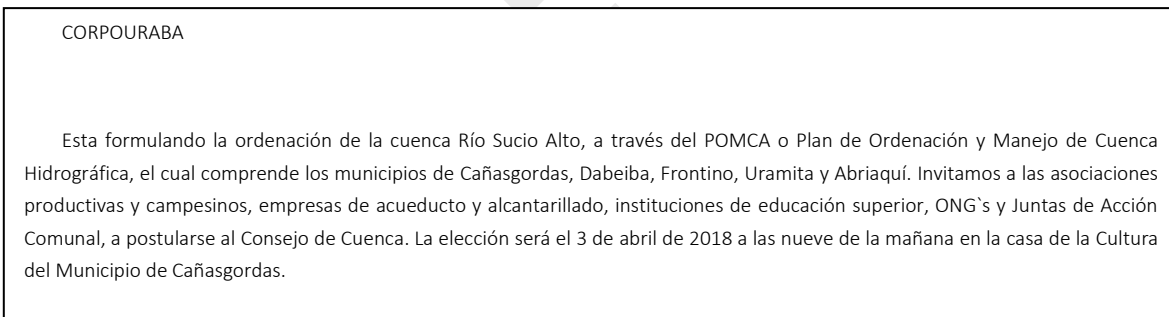 CORPOURABA
Esta formulando la ordenación de la cuenca Río Sucio Alto, a través del POMCA o Plan de Ordenación y Manejo de Cuenca
Hidrográfica, el cual comprende los municipios de Cañasgordas, Dabeiba, Frontino, Uramita y Abriaquí. Invitamos a las asociaciones
productivas y campesinos, empresas de acueducto y alcantarillado, instituciones de educación superior, ONG`s y Juntas de Acción
Comunal, a postularse al Consejo de Cuenca. La elección será el 3 de abril de 2018 a las nueve de la mañana en la casa de la Cultura
del Municipio de Cañasgordas.